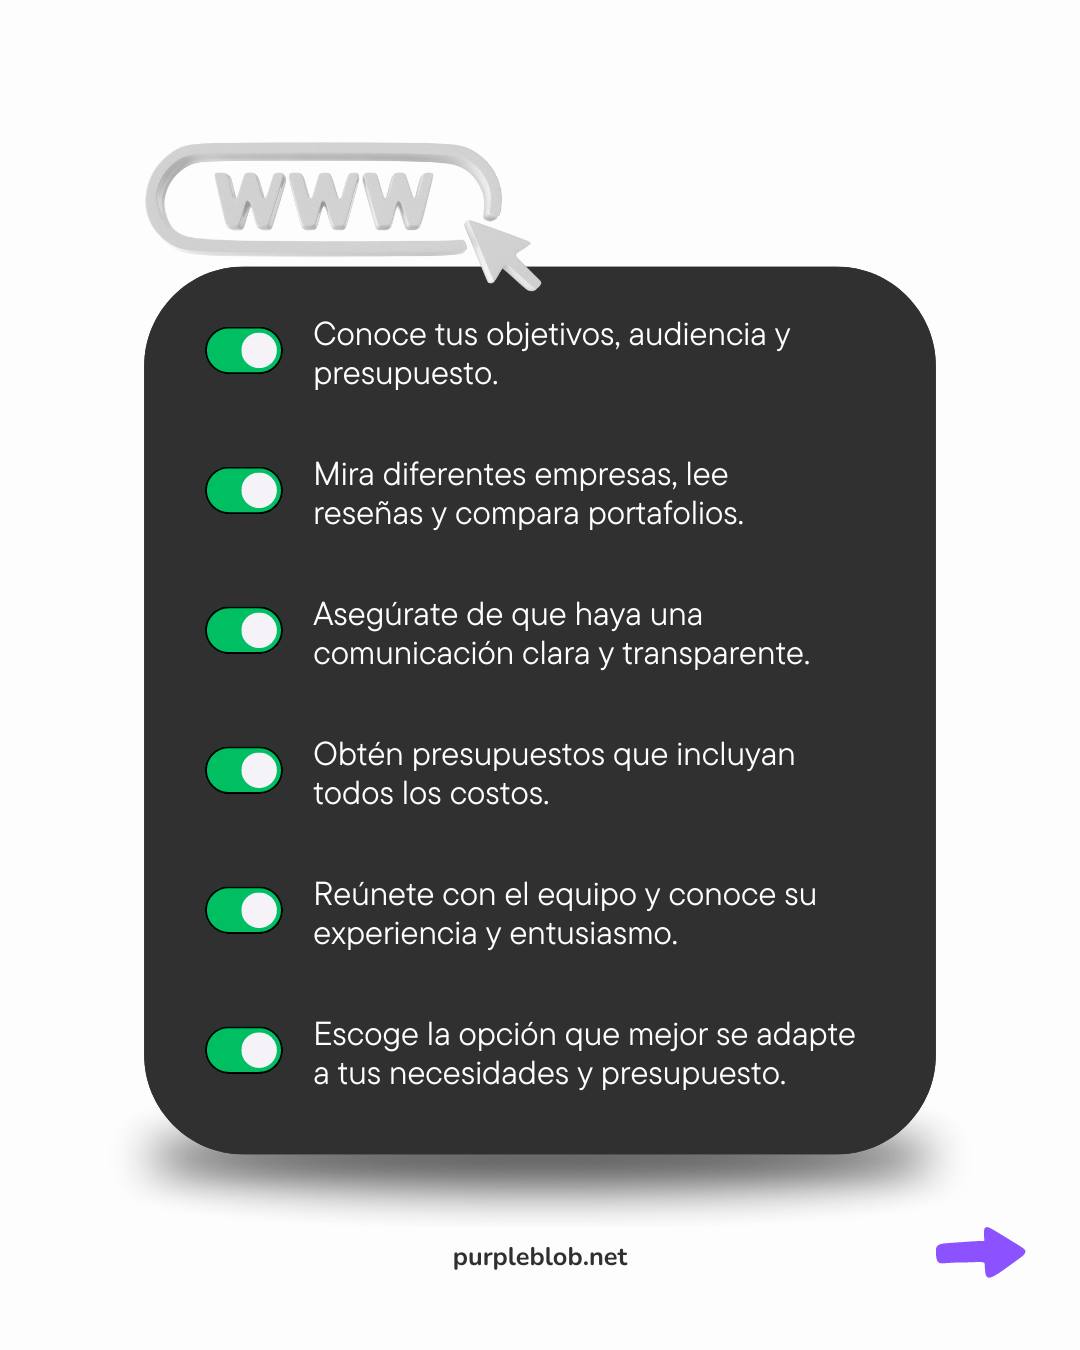 WWW
Conoce tus objetivos, audiencia y
presupuesto.
Mira diferentes empresas, lee
reseñas y compara portafolios.
Asegúrate de que haya una
comunicación clara y transparente.
Obtén presupuestos que incluyan
todos los costos.
Reúnete con el equipo y conoce su
experiencia y entusiasmo.
Escoge la opción que mejor se adapte
a tus necesidades y presupuesto.
purpleblob.net